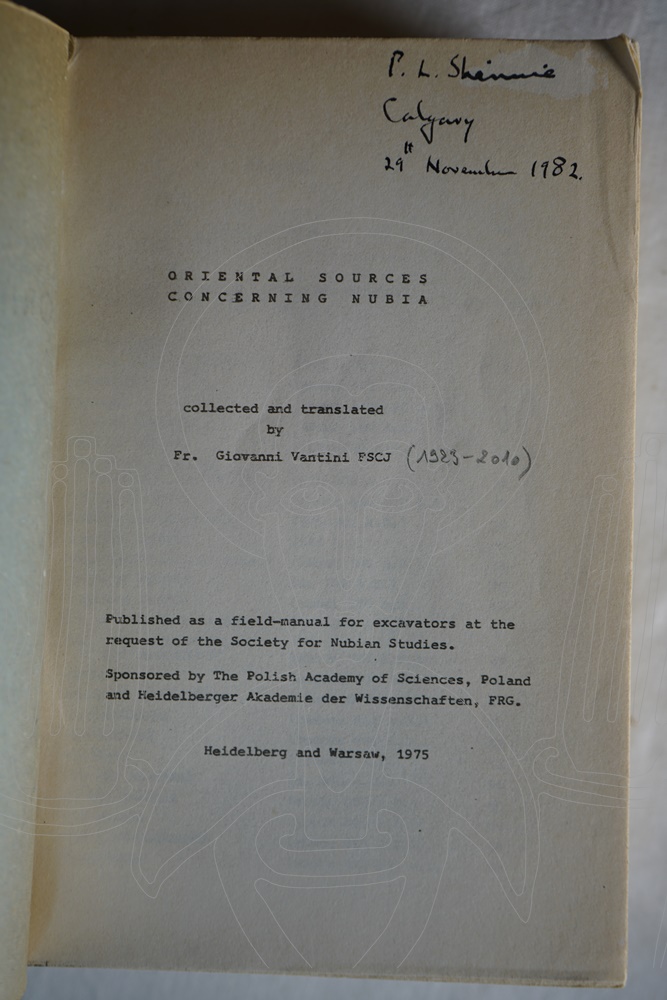 P. L. Shinnie
Calgary
29th November 1982.
ORIENTAL SOURCES
CONCERNING NUBIA
collected and translated
by
Fr. Giovanni Vantini FSCJ (1923-2010)
Published as a field-manual for excavators at the
request of the Society for Nubian Studies.
Sponsored by The Polish Academy of Sciences, Poland
and Heidelberger Akademie der Wissenschaften, FRG.
Heidelberg and Warsaw, 1975